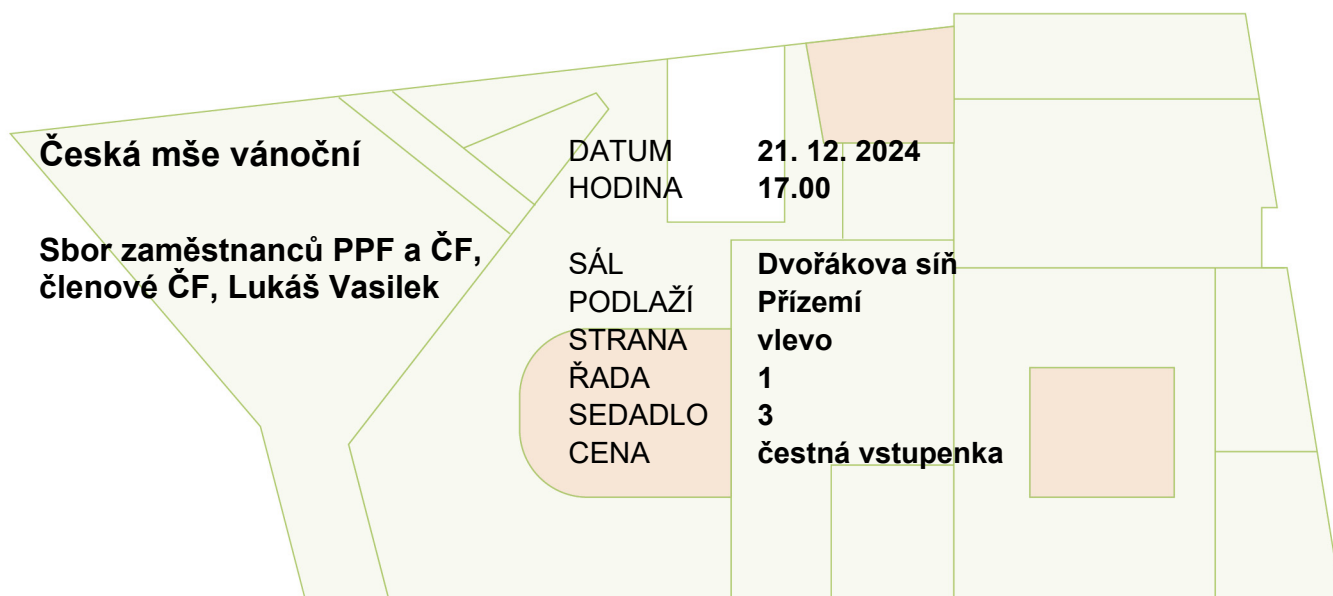 Česká mše vánoční
Sbor zaměstnanců PPF a ČF,
členové ČF, Lukáš Vasilek
DATUM 21. 12. 2024
HODINA 17.00
SÁL Dvořákova síň
PODLAŽÍ Přízemí
STRANA vlevo
ŘADA 1
SEDADLO 3
CENA čestná vstupenka